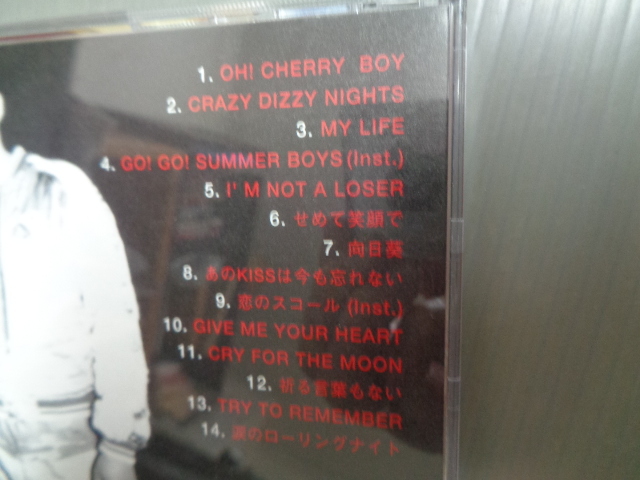 1. OH! CHERRY BOY
2. CRAZY DIZZY NIGHTS
3. MY LIFE
4. GO! GO! SUMMER BOYS (Inst.)
5. I' M NOT A LOSER
6. せめて笑顔で
7. 向日葵
8. あのKISSは今も忘れない
9. 恋のスコール (Inst.)
10. GIVE ME YOUR HEART
11. CRY FOR THE MOON
12. 祈る言葉もない
13. TRY TO REMEMBER
14. 涙のローリングナイト